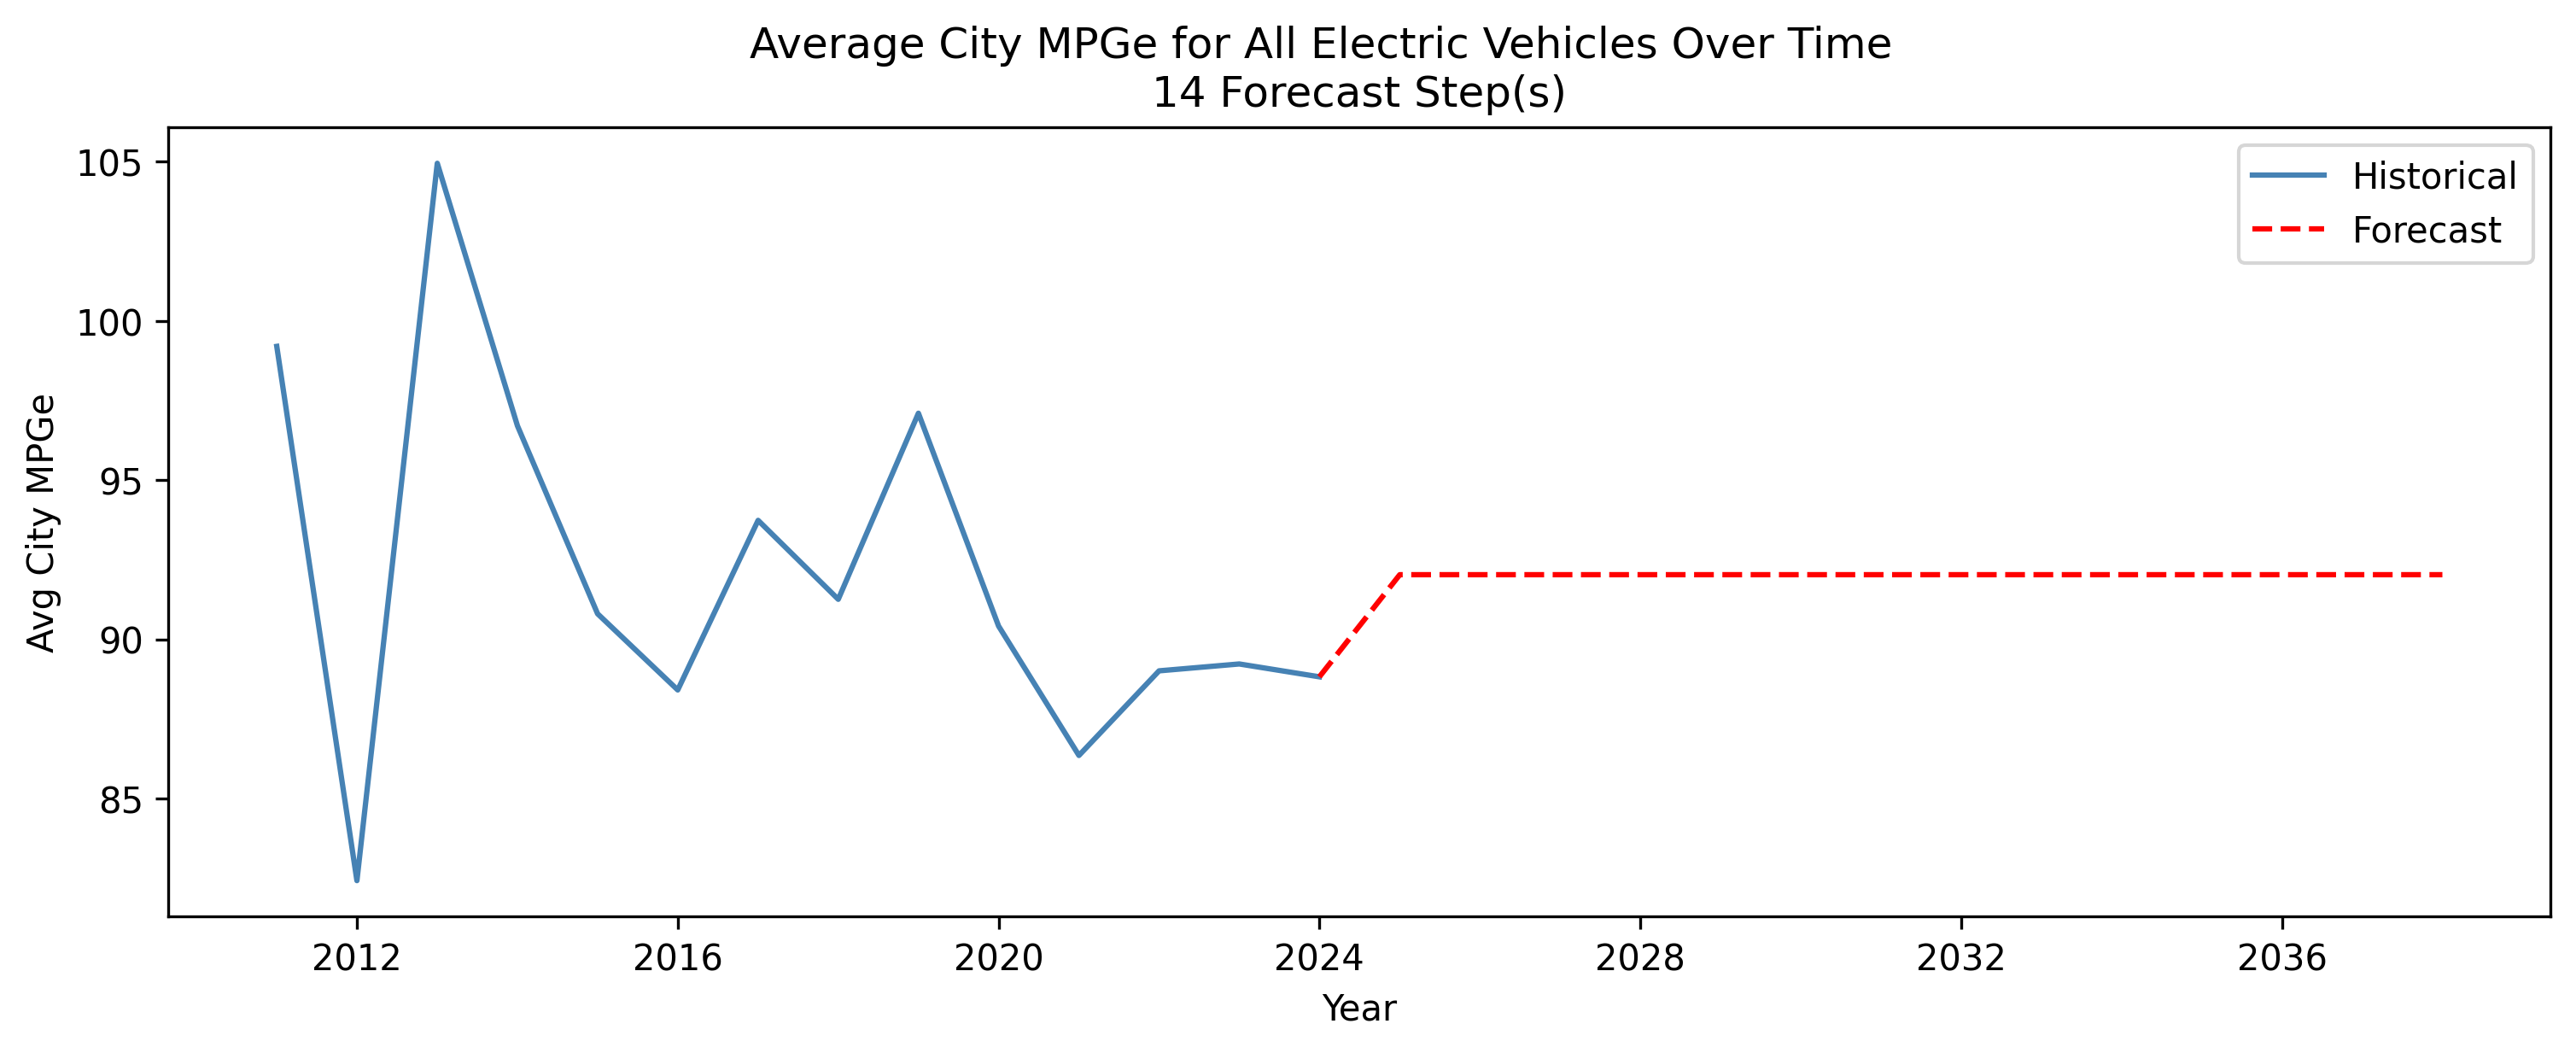 Average City MPGe for All Electric Vehicles Over Time
14 Forecast Step(s)
Historical
Forecast
Avg City MPGe
105
100
95
90
85
2012 2016 2020 2024 2028 2032 2036
Year